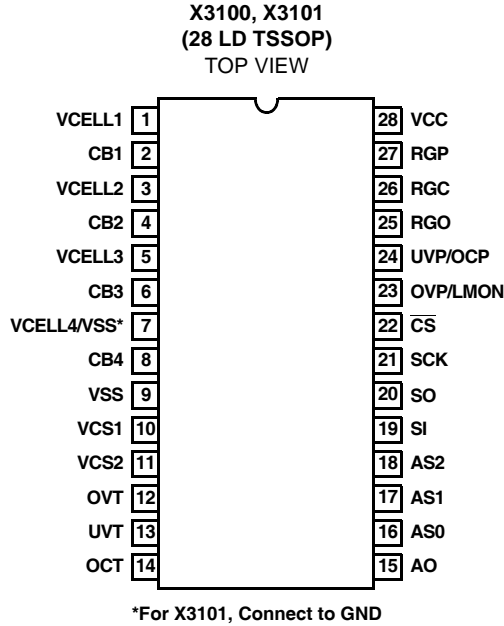 X3100, X3101
(28 LD TSSOP)
TOP VIEW
VCELL1 1 28 VCC
CB1 2 27 RGP
VCELL2 3 26 RGC
CB2 4 25 RGO
VCELL3 5 24 UVP/OCP
CB3 6 23 OVP/LMON
VCELL4/VSS* 7 22 CS
CB4 8 21 SCK
VSS 9 20 SO
VCS1 10 19 SI
VCS2 11 18 AS2
OVT 12 17 AS1
UVT 13 16 AS0
OCT 14 15 AO
*For X3101, Connect to GND